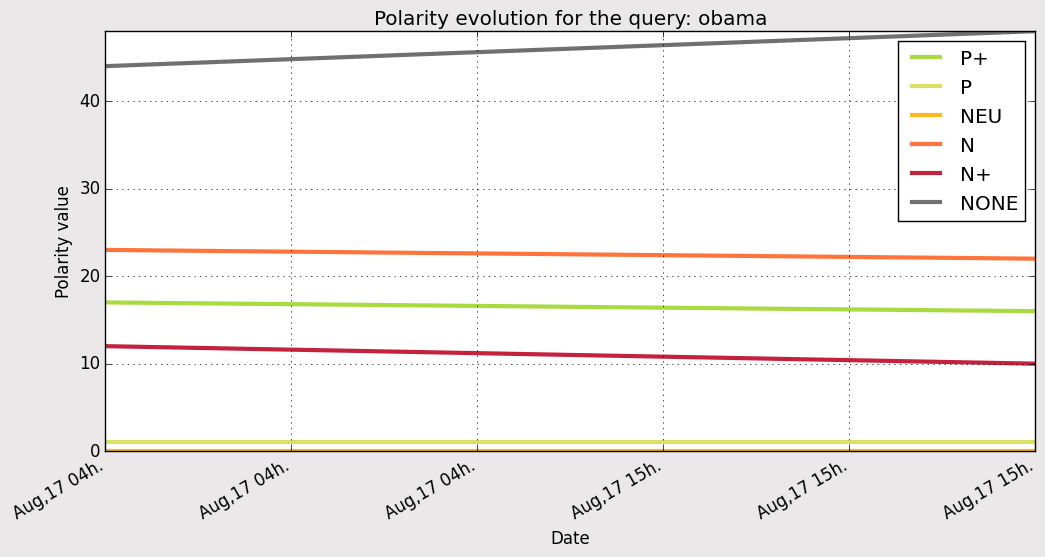 Polarity evolution for the query: obama
P+
P
NEU
N
N+
NONE
Polarity value
40
30
20
10
0
Aug,17 04h.
Aug,17 04h.
Aug,17 04h.
Aug,17 15h.
Aug,17 15h.
Aug,17 15h.
Date